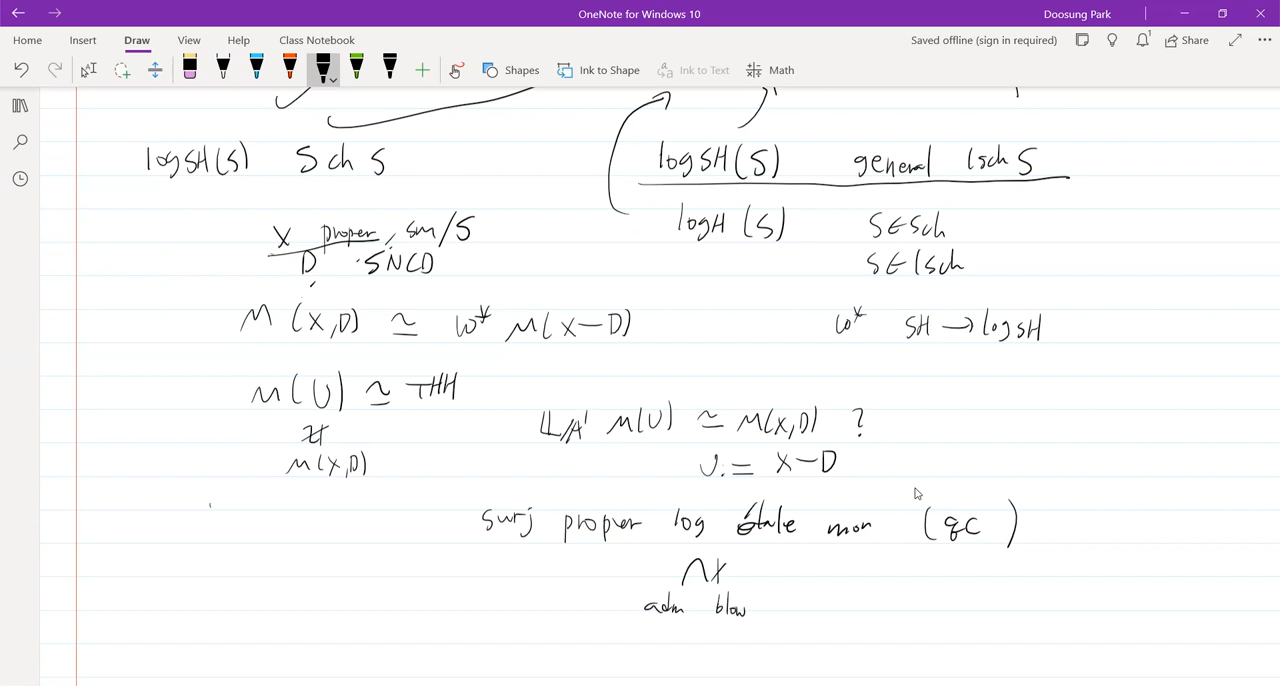 OneNote for Windows 10
Doosung Park
Home Insert Draw View Help Class Notebook
Saved offline (sign in required)
Share
Shapes
Ink to Shape
Ink to Text
Math
logSH(S) Sch S
logSH(S) general lSch S
logH(S) S∈Sch
S∈lSch
X proper, sm/S
D SNCD
M(X,D) ≃ ω* M(X−D)
ω* SH → logSH
M(U) ≃ THH
M(X,D)
𝕃/A¹ M(U) ≃ M(X,D) ?
U := X−D
surj proper log étale mon (qc)
adm blow